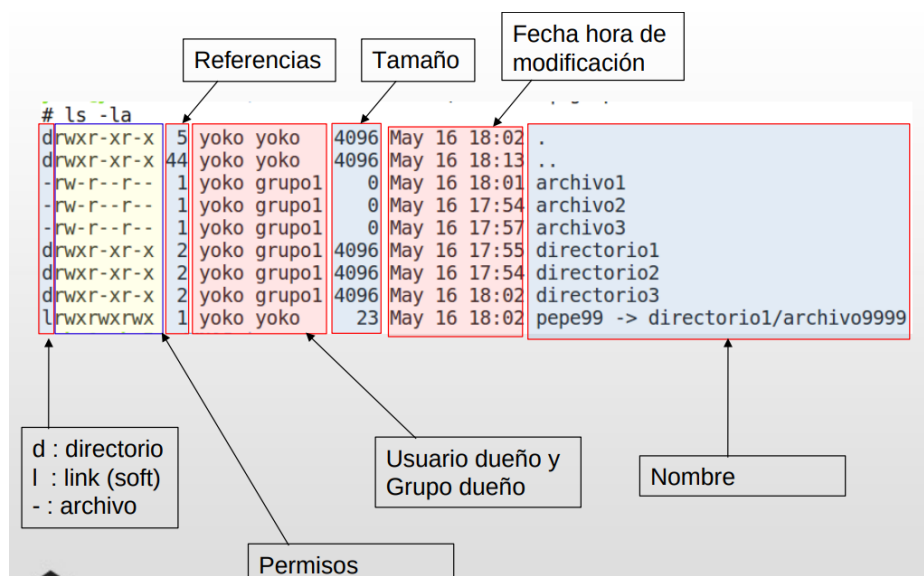 Fecha hora de
modificación
Referencias
Tamaño
# ls -la
drwxr-xr-x 5 yoko yoko 4096 May 16 18:02 .
drwxr-xr-x 44 yoko yoko 4096 May 16 18:13 ..
-rw-r--r-- 1 yoko grupo1 0 May 16 18:01 archivo1
-rw-r--r-- 1 yoko grupo1 0 May 16 17:54 archivo2
-rw-r--r-- 1 yoko grupo1 0 May 16 17:57 archivo3
drwxr-xr-x 2 yoko grupo1 4096 May 16 17:55 directorio1
drwxr-xr-x 2 yoko grupo1 4096 May 16 17:54 directorio2
drwxr-xr-x 2 yoko grupo1 4096 May 16 18:02 directorio3
lrwxrwxrwx 1 yoko yoko 23 May 16 18:02 pepe99 -> directorio1/archivo9999
d : directorio
l : link (soft)
- : archivo
Usuario dueño y
Grupo dueño
Nombre
Permisos